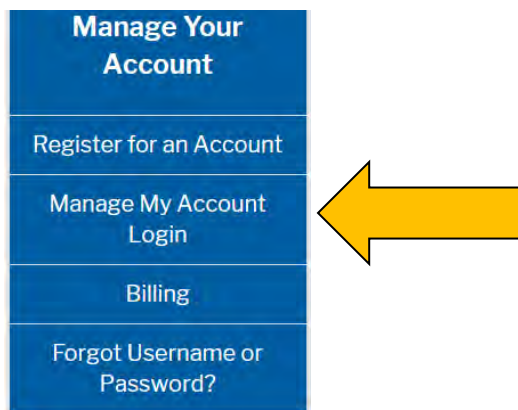 Manage Your
Account
Register for an Account
Manage My Account
Login
Billing
Forgot Username or
Password?